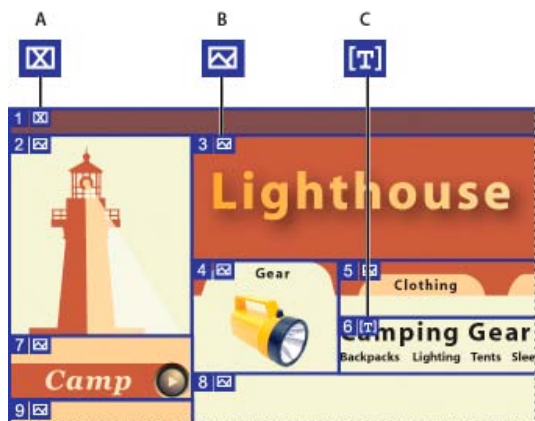 A B C
[T]
1
2
3
Lighthouse
4
Gear
5
Clothing
6 [T]
Camping Gear
Backpacks Lighting Tents
7
Camp
8
9